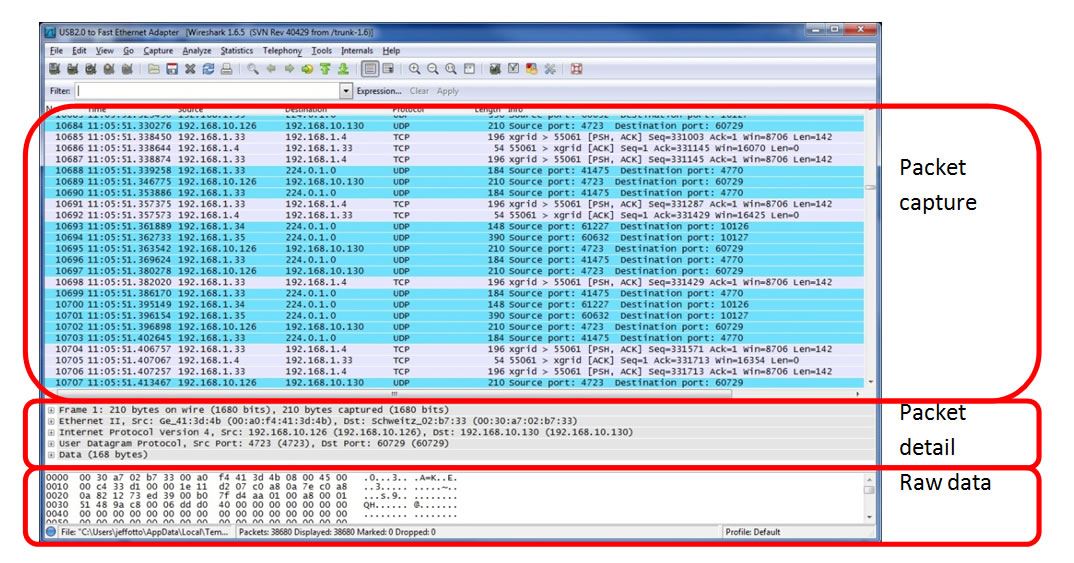 USB2.0 to Fast Ethernet Adapter [Wireshark 1.6.5 (SVN Rev 40429 from /trunk-1.6)]
File Edit View Go Capture Analyze Statistics Telephony Tools Internals Help
Filter: Expression... Clear Apply
Time Source Destination Protocol Length Info
10684 11:05:51.330276 192.168.10.126 192.168.10.130 UDP 210 Source port: 4723 Destination port: 60729
10685 11:05:51.338450 192.168.1.33 192.168.1.4 TCP 196 xgrid > 55061 [PSH, ACK] Seq=331003 Ack=1 Win=8706 Len=142
10686 11:05:51.338644 192.168.1.4 192.168.1.33 TCP 54 55061 > xgrid [ACK] Seq=1 Ack=331145 Win=16070 Len=0
10687 11:05:51.338874 192.168.1.33 192.168.1.4 TCP 196 xgrid > 55061 [PSH, ACK] Seq=331145 Ack=1 Win=8706 Len=142
10688 11:05:51.339258 192.168.1.33 224.0.1.0 UDP 184 Source port: 41475 Destination port: 4770
10689 11:05:51.346775 192.168.10.126 192.168.10.130 UDP 210 Source port: 4723 Destination port: 60729
10690 11:05:51.353886 192.168.1.33 224.0.1.0 UDP 184 Source port: 41475 Destination port: 4770
10691 11:05:51.357375 192.168.1.33 192.168.1.4 TCP 196 xgrid > 55061 [PSH, ACK] Seq=331287 Ack=1 Win=8706 Len=142
10692 11:05:51.357573 192.168.1.4 192.168.1.33 TCP 54 55061 > xgrid [ACK] Seq=1 Ack=331429 Win=16425 Len=0
10693 11:05:51.361889 192.168.1.34 224.0.1.0 UDP 148 Source port: 61227 Destination port: 10126
10694 11:05:51.362733 192.168.1.35 224.0.1.0 UDP 390 Source port: 60632 Destination port: 10127
10695 11:05:51.363542 192.168.10.126 192.168.10.130 UDP 210 Source port: 4723 Destination port: 60729
10696 11:05:51.369624 192.168.1.33 224.0.1.0 UDP 184 Source port: 41475 Destination port: 4770
10697 11:05:51.380278 192.168.10.126 192.168.10.130 UDP 210 Source port: 4723 Destination port: 60729
10698 11:05:51.382020 192.168.1.33 192.168.1.4 TCP 196 xgrid > 55061 [PSH, ACK] Seq=331429 Ack=1 Win=8706 Len=142
10699 11:05:51.386170 192.168.1.33 224.0.1.0 UDP 184 Source port: 41475 Destination port: 4770
10700 11:05:51.395149 192.168.1.34 224.0.1.0 UDP 148 Source port: 61227 Destination port: 10126
10701 11:05:51.396154 192.168.1.35 224.0.1.0 UDP 390 Source port: 60632 Destination port: 10127
10702 11:05:51.396898 192.168.10.126 192.168.10.130 UDP 210 Source port: 4723 Destination port: 60729
10703 11:05:51.402645 192.168.1.33 224.0.1.0 UDP 184 Source port: 41475 Destination port: 4770
10704 11:05:51.406757 192.168.1.33 192.168.1.4 TCP 196 xgrid > 55061 [PSH, ACK] Seq=331571 Ack=1 Win=8706 Len=142
10705 11:05:51.407067 192.168.1.4 192.168.1.33 TCP 54 55061 > xgrid [ACK] Seq=1 Ack=331713 Win=16354 Len=0
10706 11:05:51.407257 192.168.1.33 192.168.1.4 TCP 196 xgrid > 55061 [PSH, ACK] Seq=331713 Ack=1 Win=8706 Len=142
10707 11:05:51.413467 192.168.10.126 192.168.10.130 UDP 210 Source port: 4723 Destination port: 60729
Packet
capture
Frame 1: 210 bytes on wire (1680 bits), 210 bytes captured (1680 bits)
Ethernet II, Src: Ge_41:3d:4b (00:a0:f4:41:3d:4b), Dst: Schweitz_02:b7:33 (00:30:a7:02:b7:33)
Internet Protocol Version 4, Src: 192.168.10.126 (192.168.10.126), Dst: 192.168.10.130 (192.168.10.130)
User Datagram Protocol, Src Port: 4723 (4723), Dst Port: 60729 (60729)
Data (168 bytes)
Packet
detail
0000 00 30 a7 02 b7 33 00 a0 f4 41 3d 4b 08 00 45 00 .0...3.. .A=K..E.
0010 00 c4 33 d1 00 00 1e 11 d2 07 c0 a8 0a 7e c0 a8 ..3..... .....~..
0020 0a 82 12 73 ed 39 00 b0 7f d4 aa 01 00 a8 00 01 ...s.9.. ........
0030 51 48 9a c8 00 06 dd d0 40 00 00 00 00 00 00 00 QH...... @.......
0040 00 00 00 00 00 00 00 00 00 00 00 00 00 00 00 00 ........ ........
Raw data
File: "C:\Users\jeffotto\AppData\Local\Tem... Packets: 38680 Displayed: 38680 Marked: 0 Dropped: 0 Profile: Default